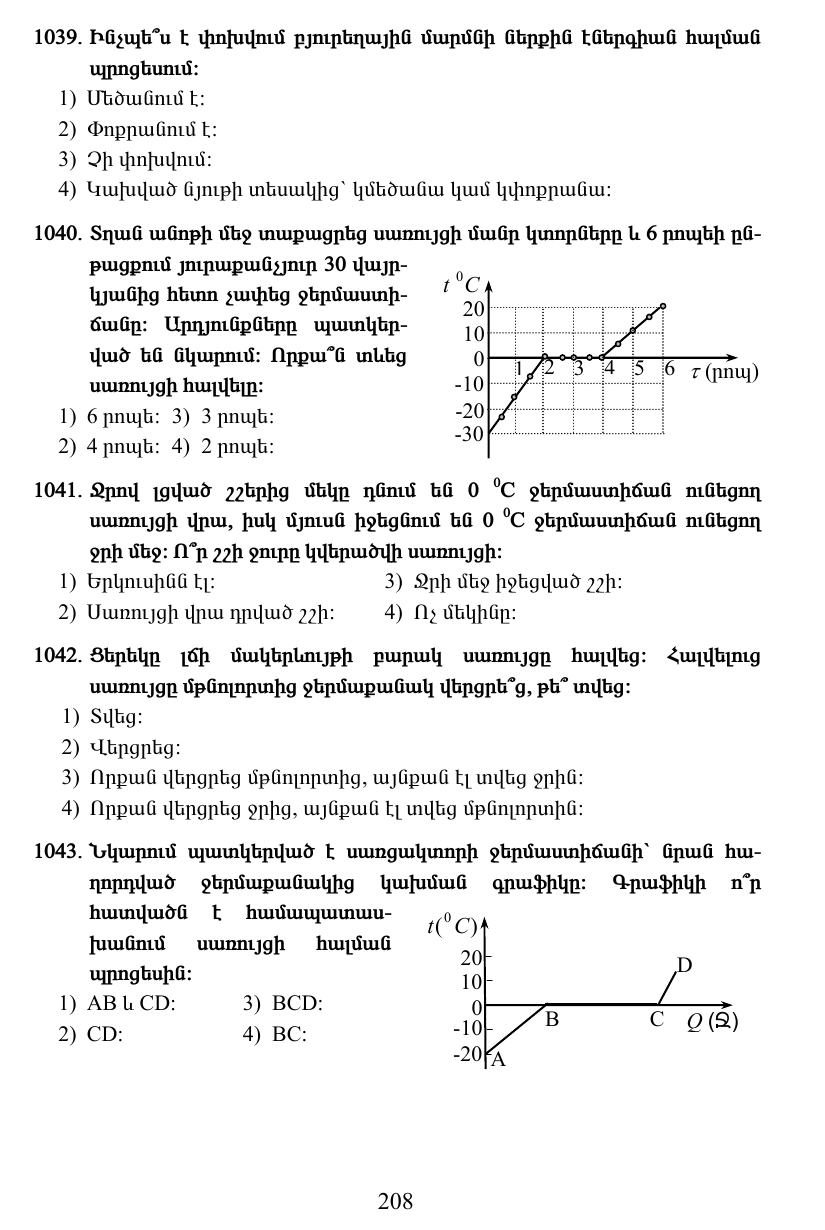 1039. Ինչպե՞ս է փոխվում բյուրեղային մարմնի ներքին էներգիան հալման
պրոցեսում:
1) Մեծանում է:
2) Փոքրանում է:
3) Չի փոխվում:
4) Կախված նյութի տեսակից՝ կմեծանա կամ կփոքրանա:
1040. Տղան անոթի մեջ տաքացրեց սառույցի մանր կտորները և 6 րոպեի ըն-
թացքում յուրաքանչյուր 30 վայր-
կյանից հետո չափեց ջերմաստի-
ճանը: Արդյունքները պատկեր-
ված են նկարում: Որքա՞ն տևեց
սառույցի հալվելը:
1) 6 րոպե: 3) 3 րոպե:
2) 4 րոպե: 4) 2 րոպե:
t ⁰C
20
10
0
-10
-20
-30
1 2 3 4 5 6 τ (րոպ)
1041. Ջրով լցված շշերից մեկը դնում են 0 ⁰C ջերմաստիճան ունեցող
սառույցի վրա, իսկ մյուսն իջեցնում են 0 ⁰C ջերմաստիճան ունեցող
ջրի մեջ: Ո՞ր շշի ջուրը կվերածվի սառույցի:
1) Երկուսինն էլ: 3) Ջրի մեջ իջեցված շշի:
2) Սառույցի վրա դրված շշի: 4) Ոչ մեկինը:
1042. Ցերեկը լճի մակերևույթի բարակ սառույցը հալվեց: Հալվելուց
սառույցը մթնոլորտից ջերմաքանակ վերցրե՞ց, թե՞ տվեց:
1) Տվեց:
2) Վերցրեց:
3) Որքան վերցրեց մթնոլորտից, այնքան էլ տվեց ջրին:
4) Որքան վերցրեց ջրից, այնքան էլ տվեց մթնոլորտին:
1043. Նկարում պատկերված է սառցակտորի ջերմաստիճանի՝ նրան հա-
ղորդված ջերմաքանակից կախման գրաֆիկը: Գրաֆիկի ո՞ր
հատվածն է համապատաս-
խանում սառույցի հալման
պրոցեսին:
1) AB և CD: 3) BCD:
2) CD: 4) BC:
t(⁰ C)
20
10
0
-10
-20
A
B
C
D
Q (Ջ)
208